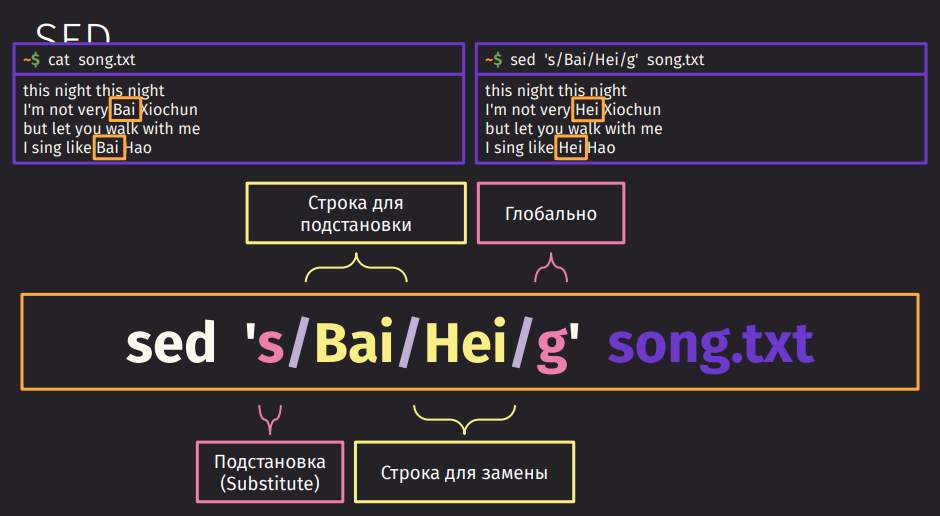 SED
~$ cat song.txt
this night this night
I'm not very Bai Xiochun
but let you walk with me
I sing like Bai Hao
~$ sed 's/Bai/Hei/g' song.txt
this night this night
I'm not very Hei Xiochun
but let you walk with me
I sing like Hei Hao
Строка для
подстановки
Глобально
sed 's/Bai/Hei/g' song.txt
Подстановка
(Substitute)
Строка для замены